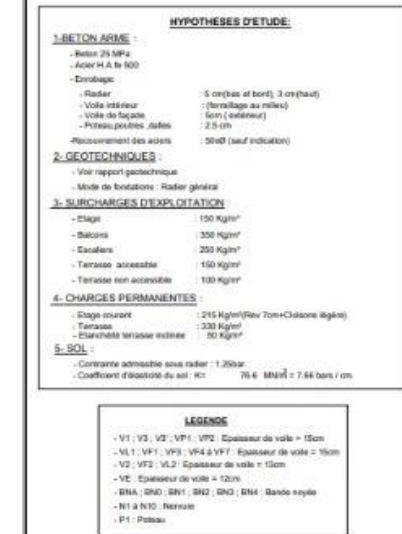 HYPOTHESES D'ETUDE:
1-BETON ARME :
- Beton 25 MPa
- Acier H.A fe 500
- Enrobage:
- Radier : 5 cm(bas et bord), 3 cm(haut)
- Voile intérieur : (ferraillage au milieu)
- Voile de façade : 5cm ( extérieur)
- Poteau,poutres ,dalles : 2.5 cm
-Recouvrement des aciers : 50xØ (sauf indication)
2- GEOTECHNIQUES :
- Voir rapport geotechnique
- Mode de fondations : Radier général
3- SURCHARGES D'EXPLOITATION :
- Etage : 150 Kg/m²
- Balcons : 350 Kg/m²
- Escaliers : 250 Kg/m²
- Terrasse accessible : 150 Kg/m²
- Terrasse non accessible : 100 Kg/m²
4- CHARGES PERMANENTES :
- Etage courant : 215 Kg/m²(Rev 7cm+Cloisons légère)
- Terrasse : 330 Kg/m²
- Etanchéité terrasse inclinée : 50 Kg/m²
5- SOL :
- Contrainte admissible sous radier : 1.25bar
- Coefficient d'élasticité du sol : K= 76.6 MN/m³ = 7.66 bars / cm
LEGENDE
- V1 ; V3 ; V3' ; VP1 ; VP2 : Epaisseur de voile = 15cm
- VL1 ; VF1 ; VF3 ; VF4 à VF7 : Epaisseur de voile = 15cm
- V2 ; VF2 ; VL2 : Epaisseur de voile =
- VE : Epaisseur de voile = 12cm
- BNA ; BN0 ; BN1 ; BN2 ; BN3 ; BN4 : Bande noyée
- N1 à N10 : Nervure
- P1 : Poteau